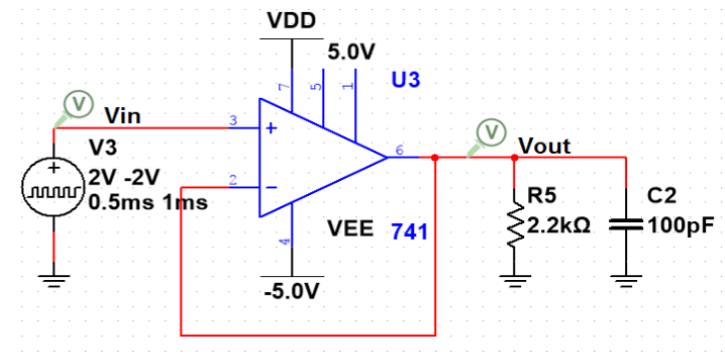 VDD
5.0V
U3
7
5
1
V
Vin
3
+
V3
+
2V -2V
0.5ms 1ms
2
−
6
V
Vout
R5
2.2kΩ
C2
100pF
4
VEE
741
-5.0V